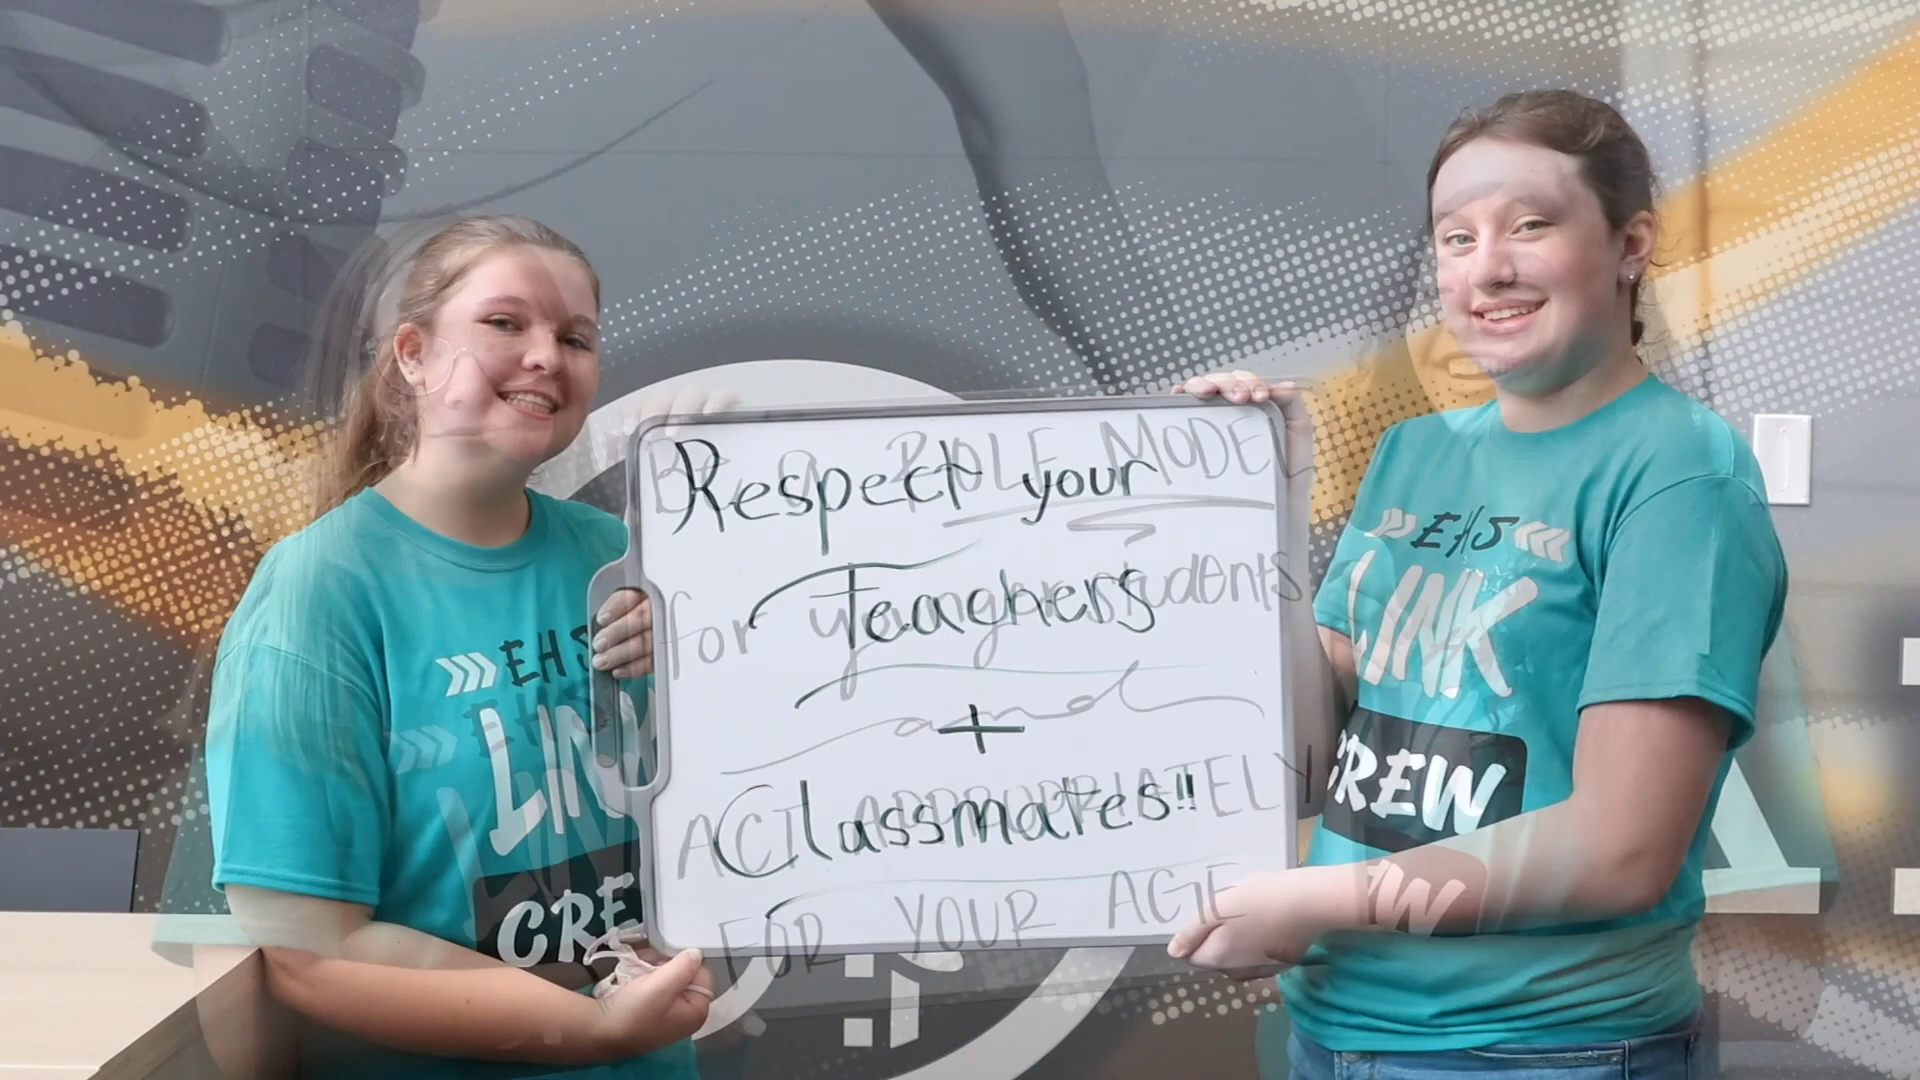 Respect your
Teachers
+
Classmates!!
Be a ROLE MODEL
for younger students
and
ACT APPROPRIATELY
FOR YOUR AGE
EHS
LINK
CRE
EHS
LINK
CREW